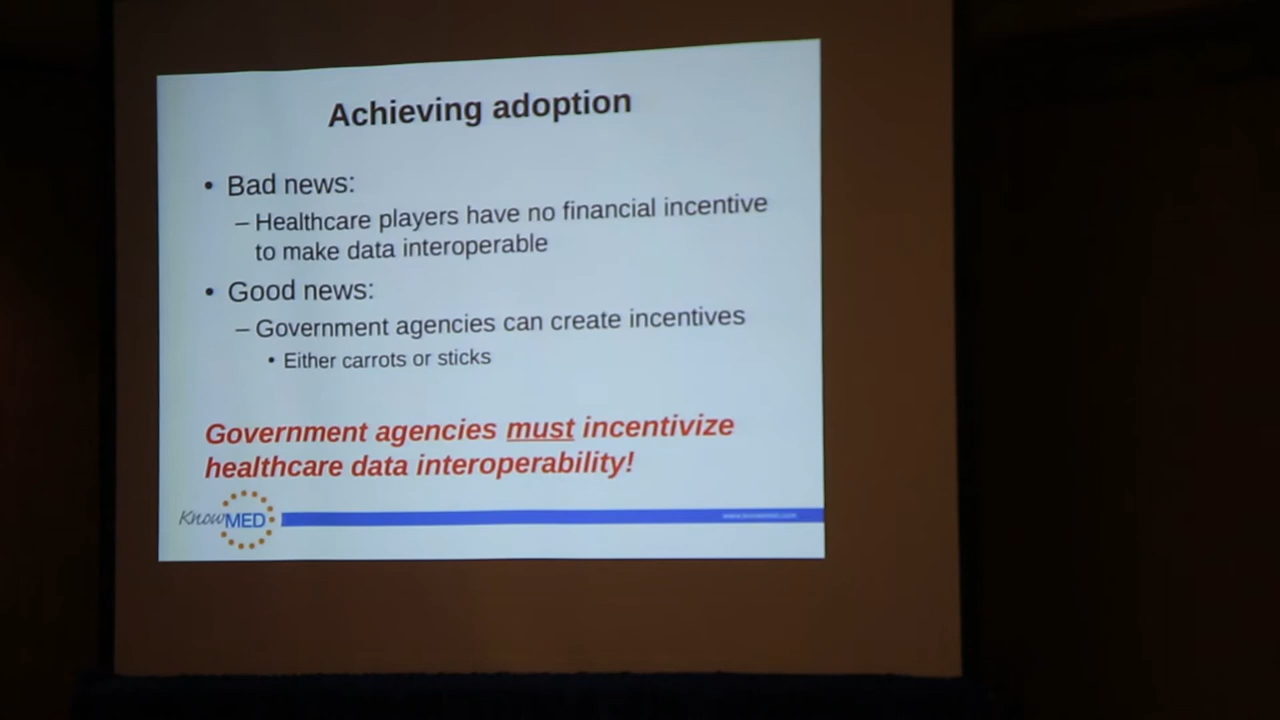 Achieving adoption
• Bad news:
– Healthcare players have no financial incentive
to make data interoperable
• Good news:
– Government agencies can create incentives
• Either carrots or sticks
Government agencies must incentivize
healthcare data interoperability!
KnowMED